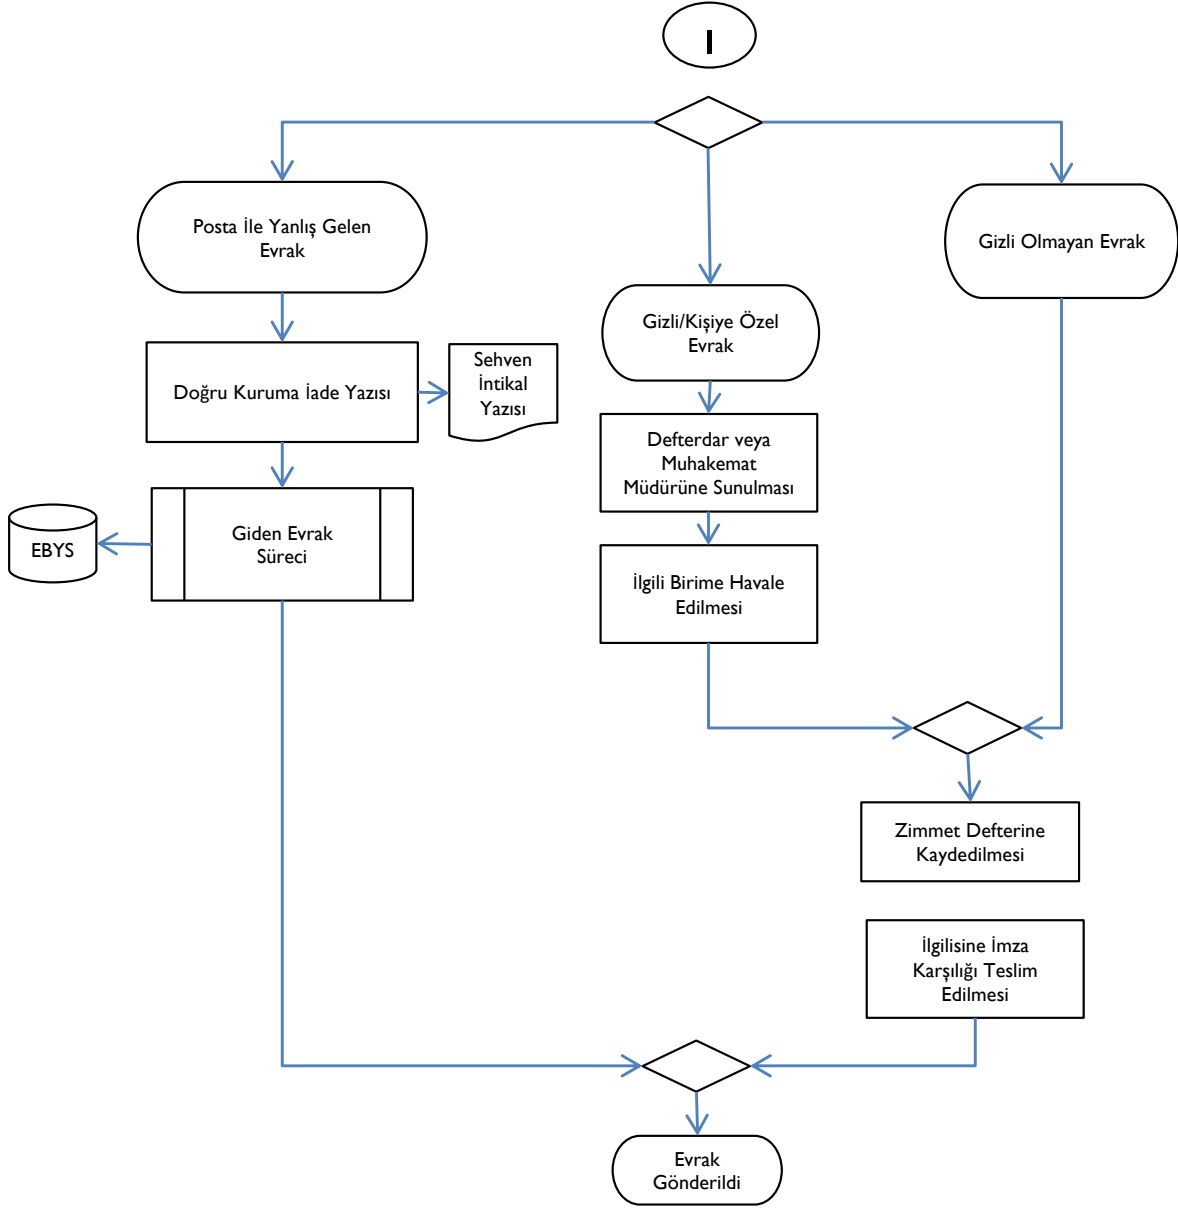 I
Posta İle Yanlış Gelen
Evrak
Gizli Olmayan Evrak
Gizli/Kişiye Özel
Evrak
Doğru Kuruma İade Yazısı
Sehven
İntikal
Yazısı
Defterdar veya
Muhakemat
Müdürüne Sunulması
EBYS
Giden Evrak
Süreci
İlgili Birime Havale
Edilmesi
Zimmet Defterine
Kaydedilmesi
İlgilisine İmza
Karşılığı Teslim
Edilmesi
Evrak
Gönderildi